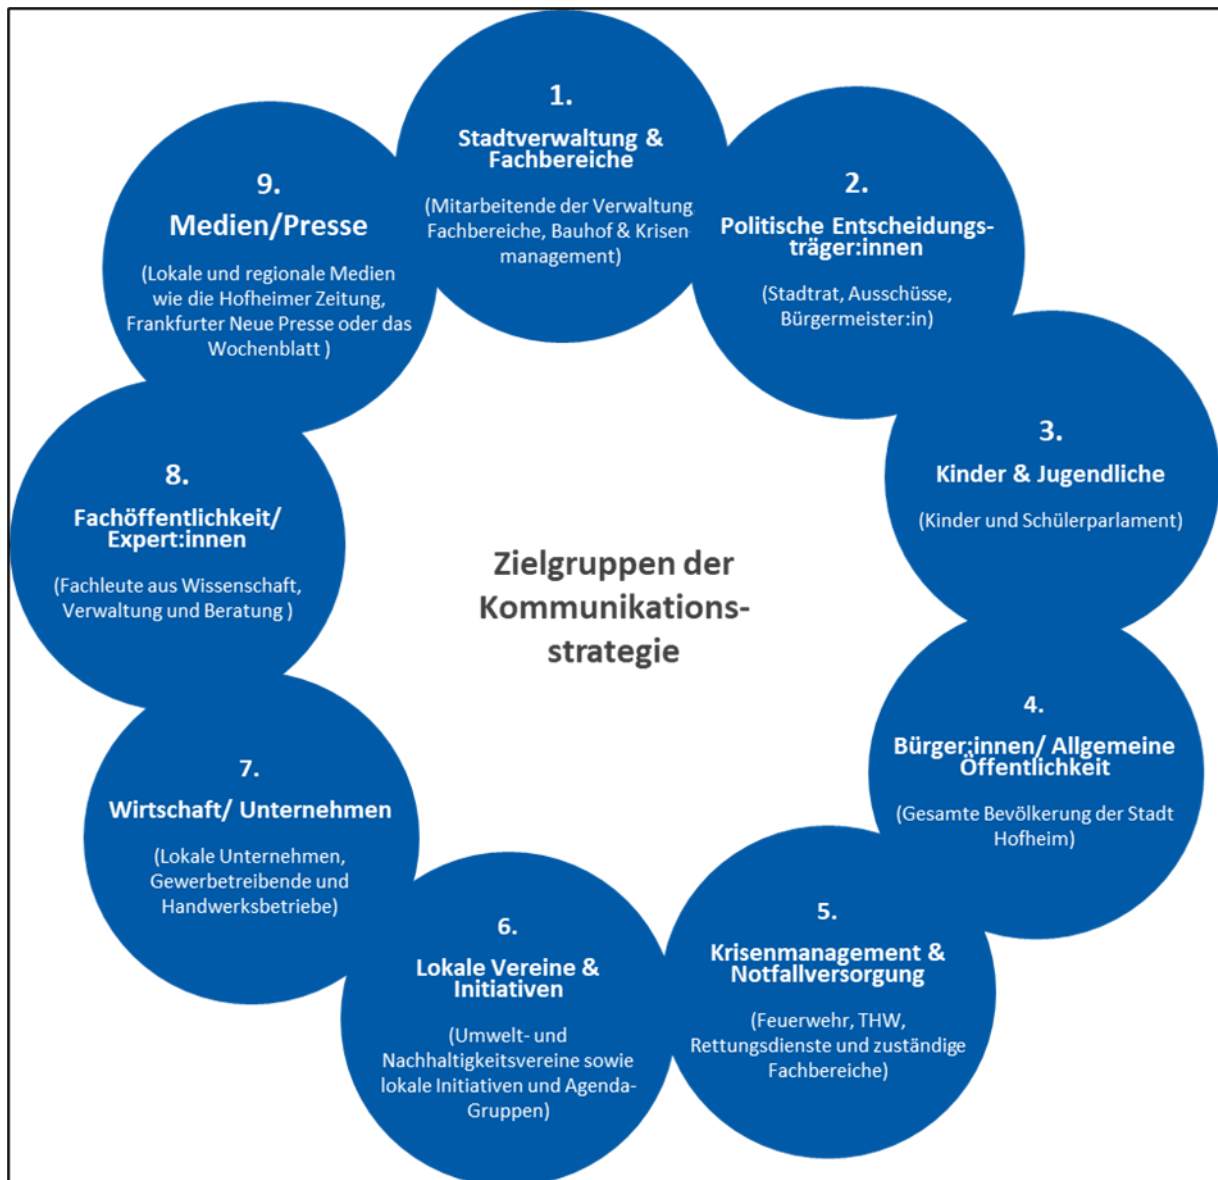 1.
Stadtverwaltung &
Fachbereiche
(Mitarbeitende der Verwaltung,
Fachbereiche, Bauhof & Krisen-
management)
2.
Politische Entscheidungs-
träger:innen
(Stadtrat, Ausschüsse,
Bürgermeister:in)
3.
Kinder & Jugendliche
(Kinder und Schülerparlament)
4.
Bürger:innen/ Allgemeine
Öffentlichkeit
(Gesamte Bevölkerung der Stadt
Hofheim)
5.
Krisenmanagement &
Notfallversorgung
(Feuerwehr, THW,
Rettungsdienste und zuständige
Fachbereiche)
6.
Lokale Vereine &
Initiativen
(Umwelt- und
Nachhaltigkeitsvereine sowie
lokale Initiativen und Agenda-
Gruppen)
7.
Wirtschaft/ Unternehmen
(Lokale Unternehmen,
Gewerbetreibende und
Handwerksbetriebe)
8.
Fachöffentlichkeit/
Expert:innen
(Fachleute aus Wissenschaft,
Verwaltung und Beratung )
9.
Medien/Presse
(Lokale und regionale Medien
wie die Hofheimer Zeitung,
Frankfurter Neue Presse oder das
Wochenblatt )
Zielgruppen der
Kommunikations-
strategie